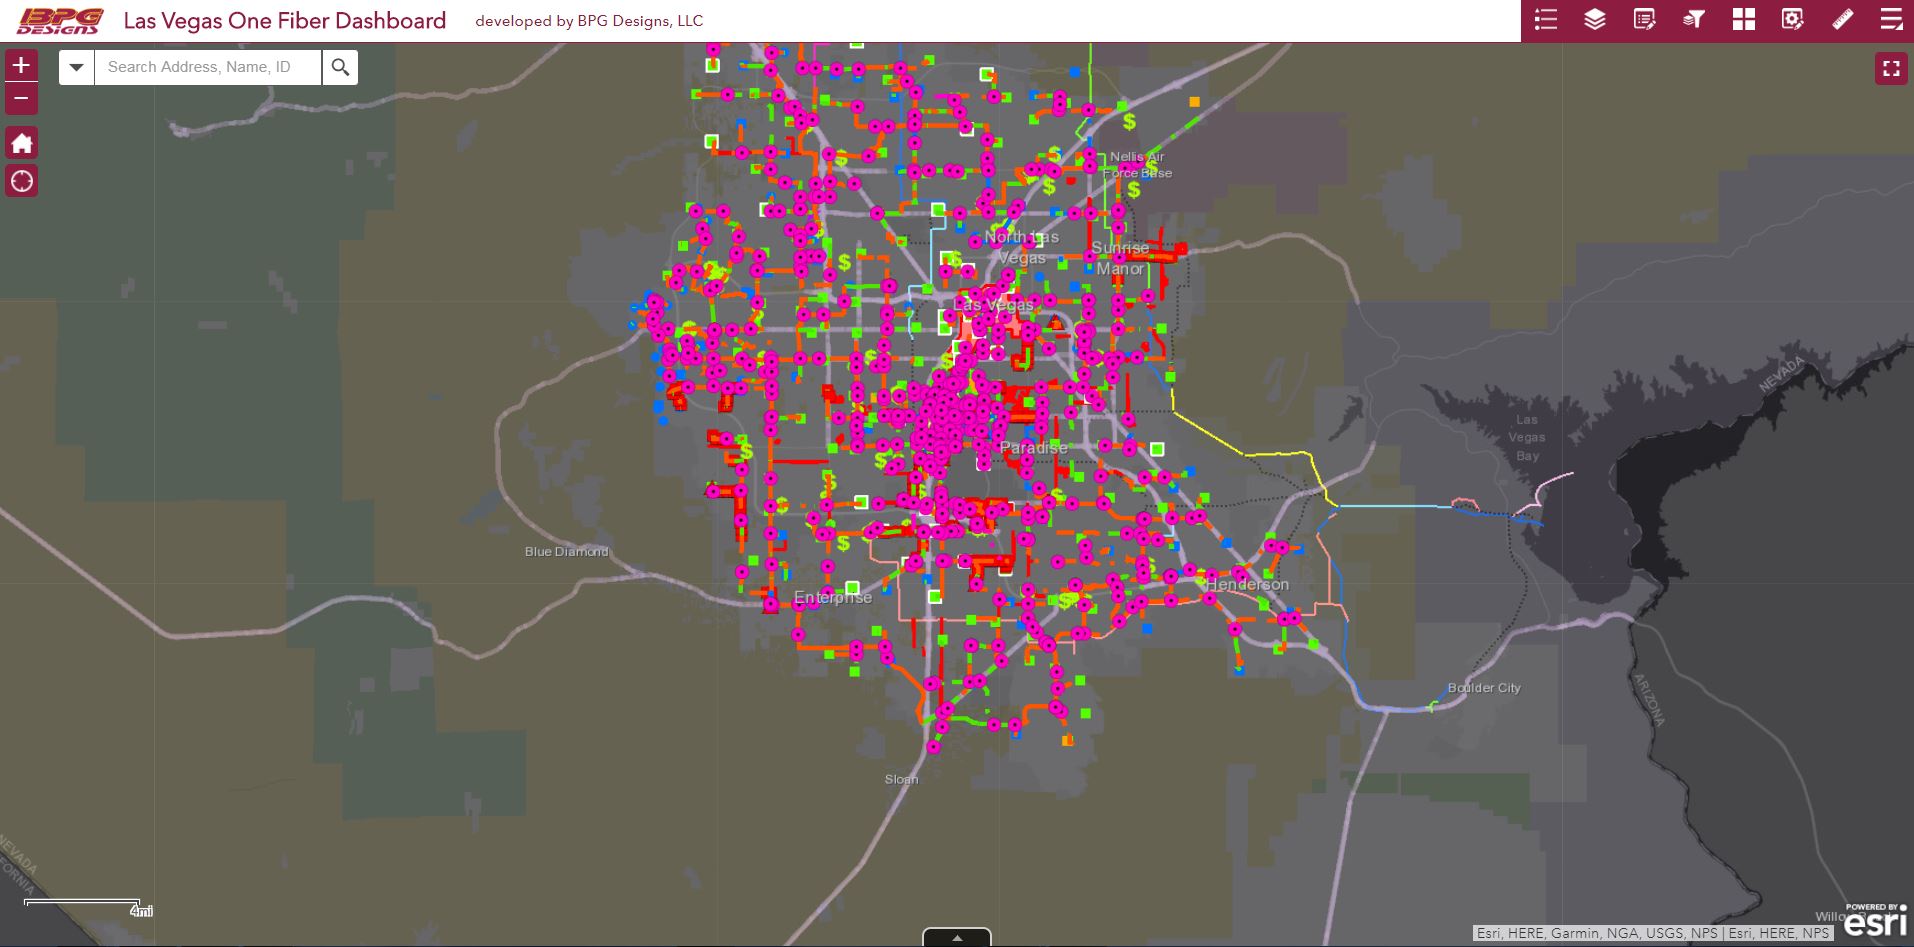 BPG
DESIGNS
Las Vegas One Fiber Dashboard
developed by BPG Designs, LLC
Search Address, Name, ID
Nellis Air
Force Base
North Las
Vegas
Sunrise
Manor
Las Vegas
NEVADA
Las
Vegas
Bay
Paradise
Blue Diamond
Henderson
Enterprise
Boulder City
ARIZONA
Sloan
NEVADA
4mi
POWERED BY
esri
Esri, HERE, Garmin, NGA, USGS, NPS | Esri, HERE, NPS